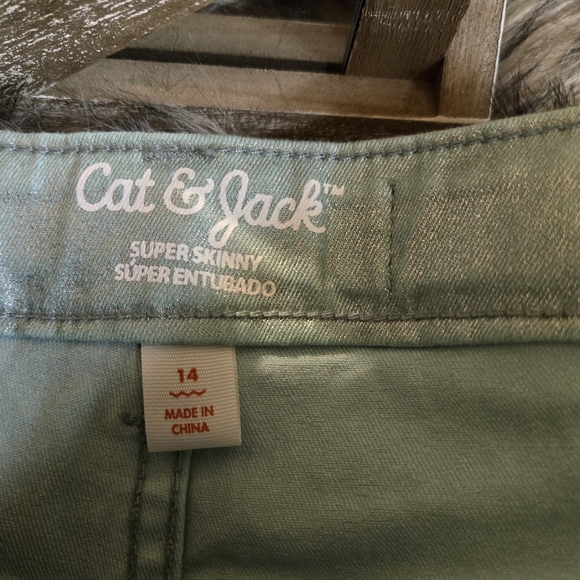 Cat & Jack™
SUPER SKINNY
SÚPER ENTUBADO
14
MADE IN
CHINA